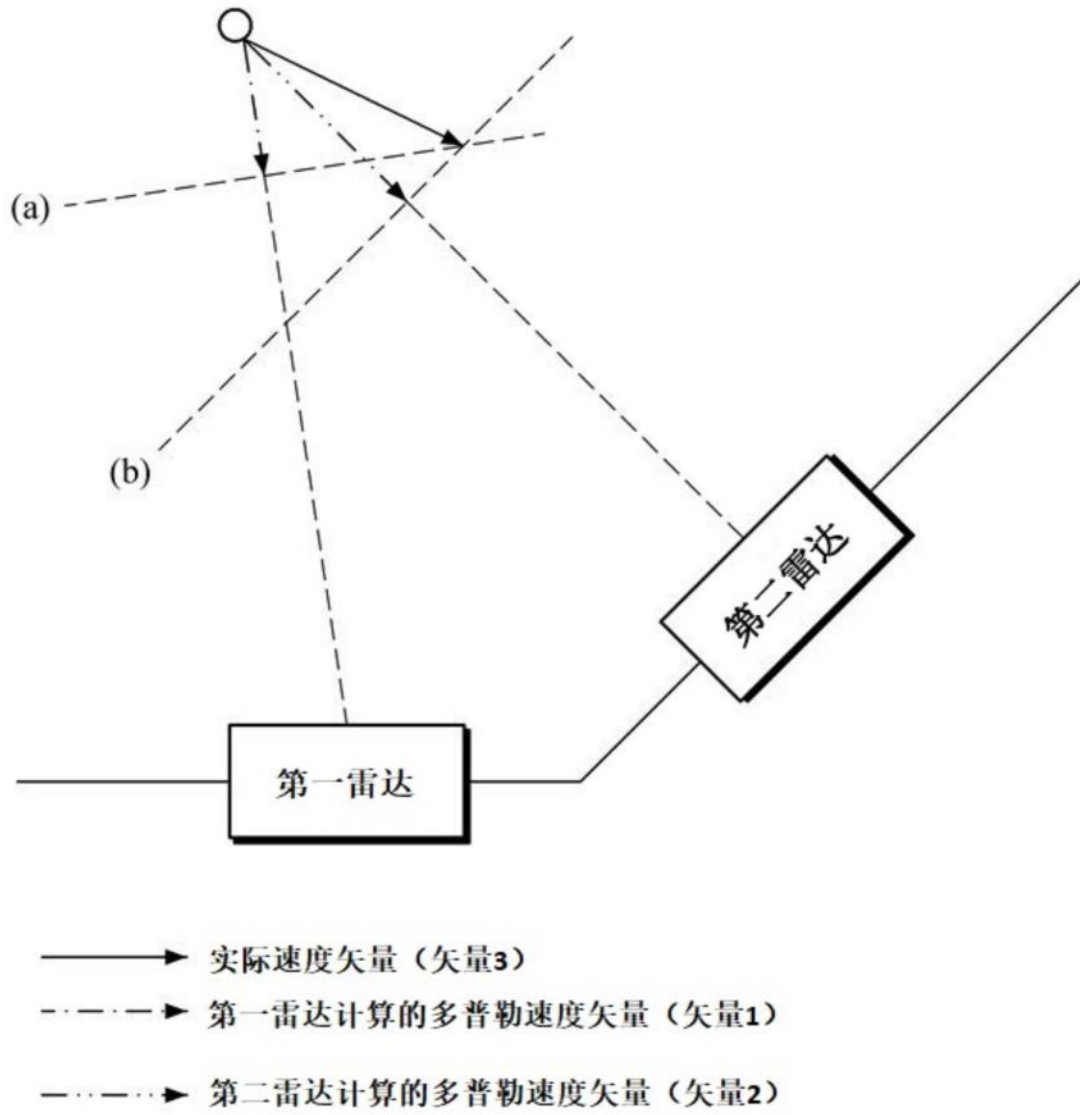 (a)
(b)
第二雷达
第一雷达
实际速度矢量（矢量3）
第一雷达计算的多普勒速度矢量（矢量1）
第二雷达计算的多普勒速度矢量（矢量2）